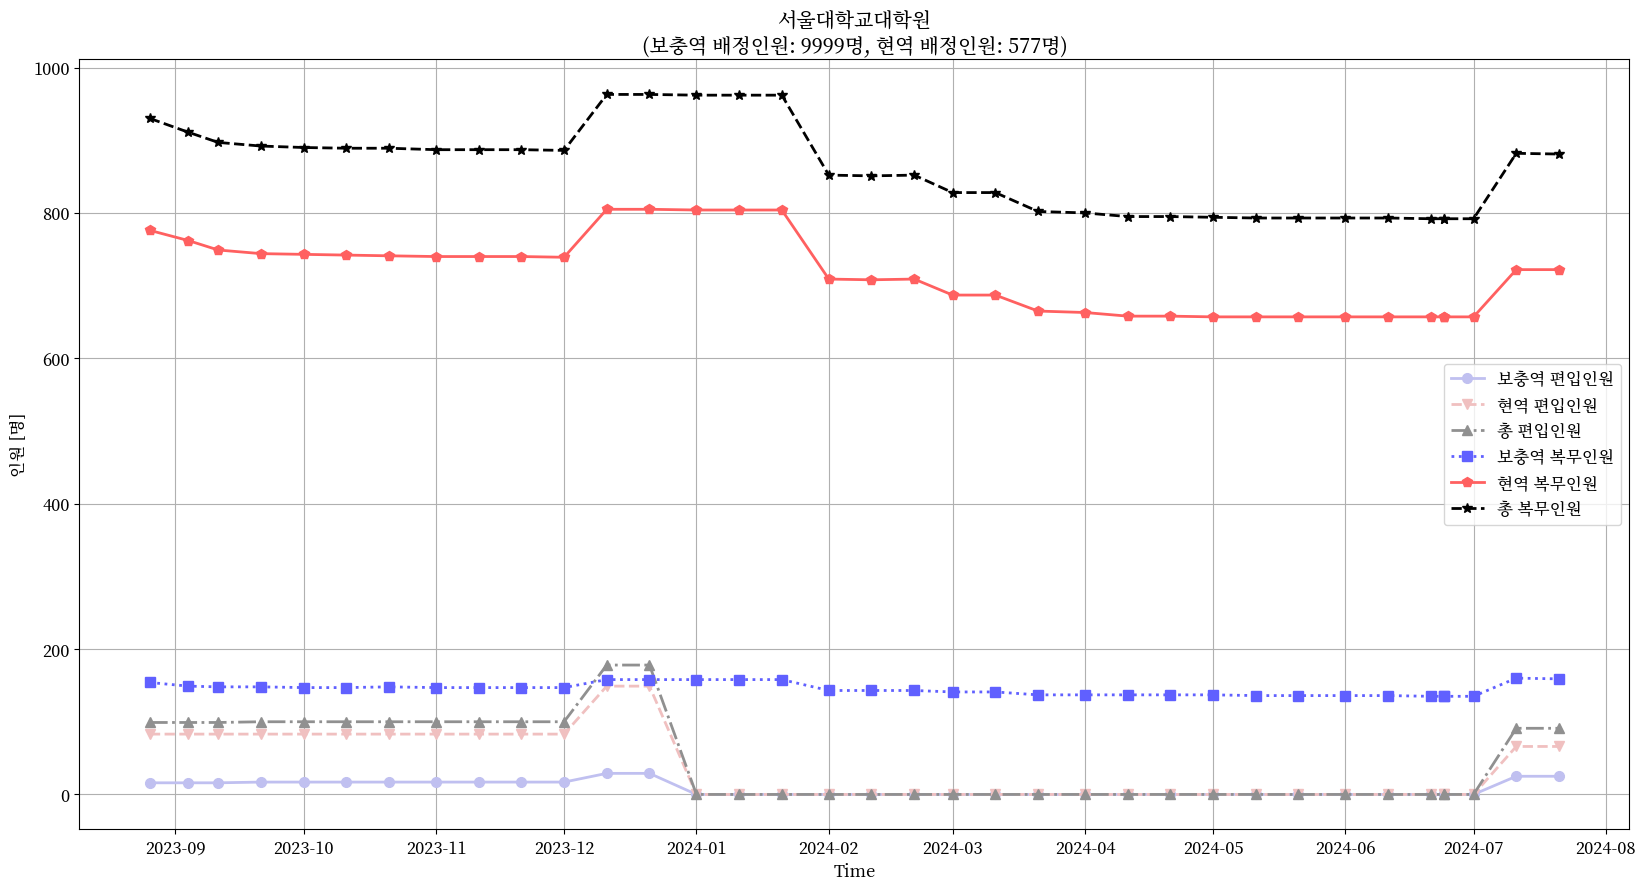 서울대학교대학원
(보충역 배정인원: 9999명, 현역 배정인원: 577명)
1000
800
600
400
200
0
인원 [명]
보충역 편입인원
현역 편입인원
총 편입인원
보충역 복무인원
현역 복무인원
총 복무인원
2023-09 2023-10 2023-11 2023-12 2024-01 2024-02 2024-03 2024-04 2024-05 2024-06 2024-07 2024-08
Time